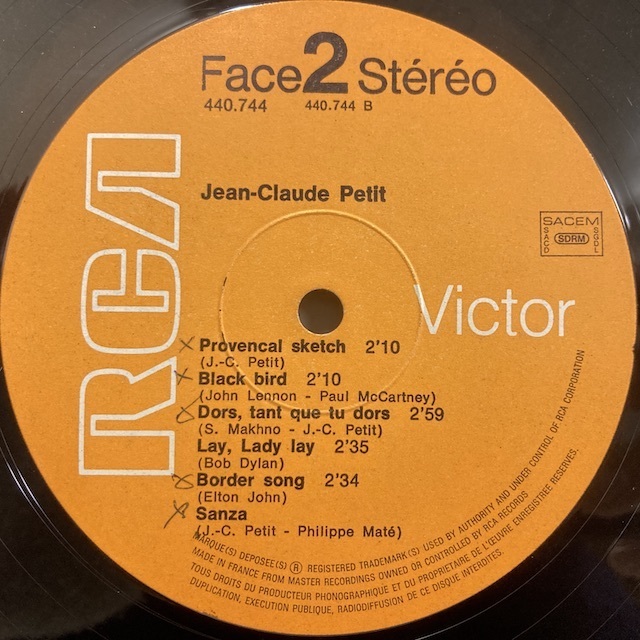 Face 2 Stéréo
440.744 440.744 B
RCA
Jean-Claude Petit
SACEM
SACD SDRM SGDL
Victor
Provencal sketch 2'10
(J.-C. Petit)
Black bird 2'10
(John Lennon - Paul McCartney)
Dors, tant que tu dors 2'59
(S. Makhno - J.-C. Petit)
Lay, Lady lay 2'35
(Bob Dylan)
Border song 2'34
(Elton John)
Sanza
(J.-C. Petit - Philippe Maté)
MARQUE(S) DEPOSEE(S) ® REGISTERED TRADEMARK(S) USED BY AUTHORITY AND UNDER CONTROL OF RCA CORPORATION
MADE IN FRANCE FROM MASTER RECORDINGS OWNED OR CONTROLLED BY RCA RECORDS
TOUS DROITS DU PRODUCTEUR PHONOGRAPHIQUE ET DU PROPRIETAIRE DE L'ŒUVRE ENREGISTREE RESERVES.
DUPLICATION, EXECUTION PUBLIQUE, RADIODIFFUSION DE CE DISQUE INTERDITES.